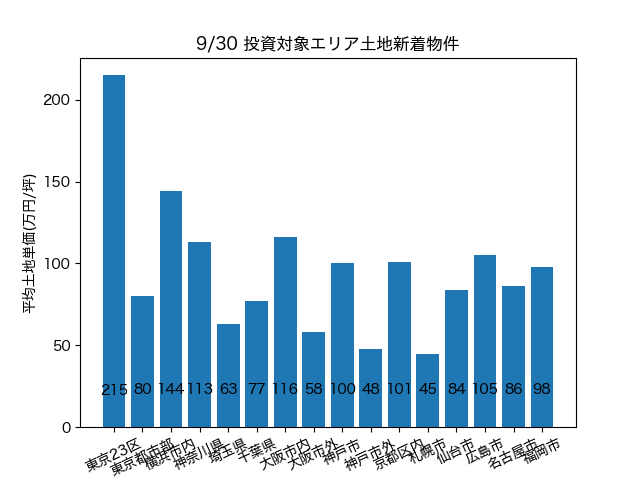 9/30 投資対象エリア土地新着物件
平均土地単価(万円/坪)
200
150
100
50
0
215 80 144 113 63 77 116 58 100 48 101 45 84 105 86 98
東京23区 東京都市部 横浜市内 神奈川県 埼玉県 千葉県 大阪市内 大阪市外 神戸市 神戸市外 京都区内 札幌市 仙台市 広島市 名古屋市 福岡市